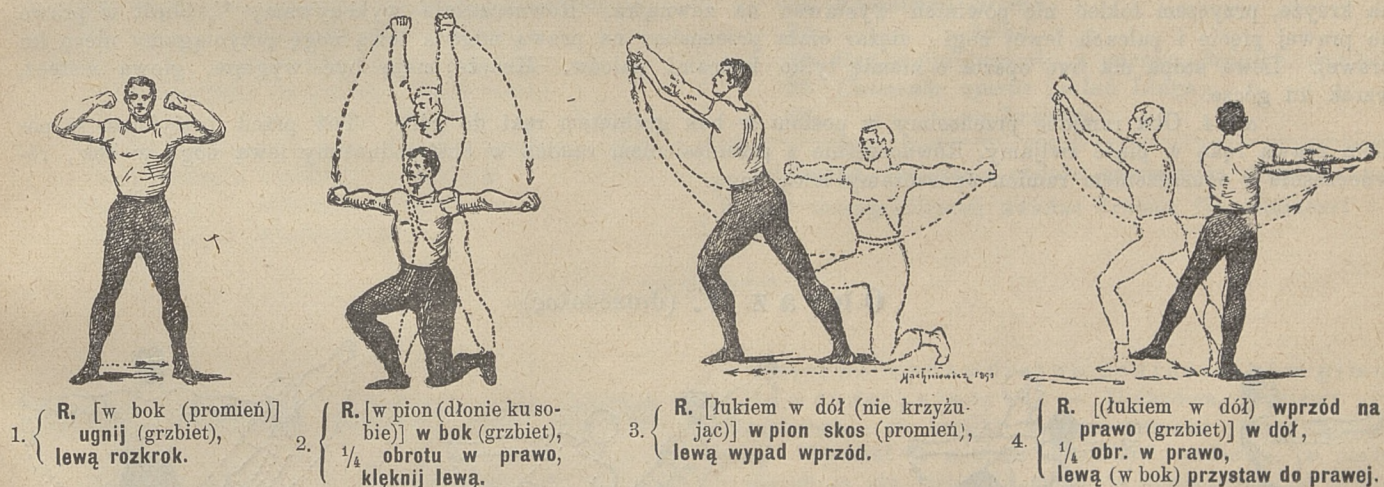 Machniewicz 1893
1. R. [w bok (promień)]
ugnij (grzbiet),
lewą rozkrok.
2. R. [w pion (dłonie ku so-
bie)] w bok (grzbiet),
1/4 obrotu w prawo,
klęknij lewą.
3. R. [łukiem w dół (nie krzyżu-
jąc)] w pion skos (promień),
lewą wypad wprzód.
4. R. [(łukiem w dół) wprzód na
prawo (grzbiet)] w dół,
1/4 obr. w prawo,
lewą (w bok) przystaw do prawej.